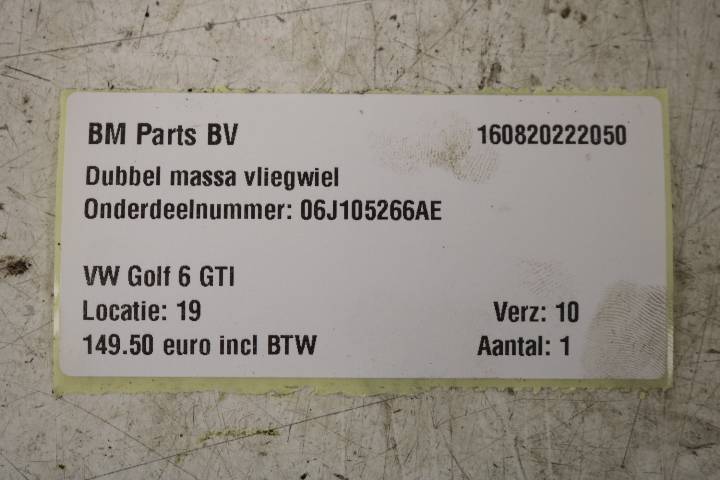 BM Parts BV 160820222050
Dubbel massa vliegwiel
Onderdeelnummer: 06J105266AE
VW Golf 6 GTI
Locatie: 19 Verz: 10
149.50 euro incl BTW Aantal: 1